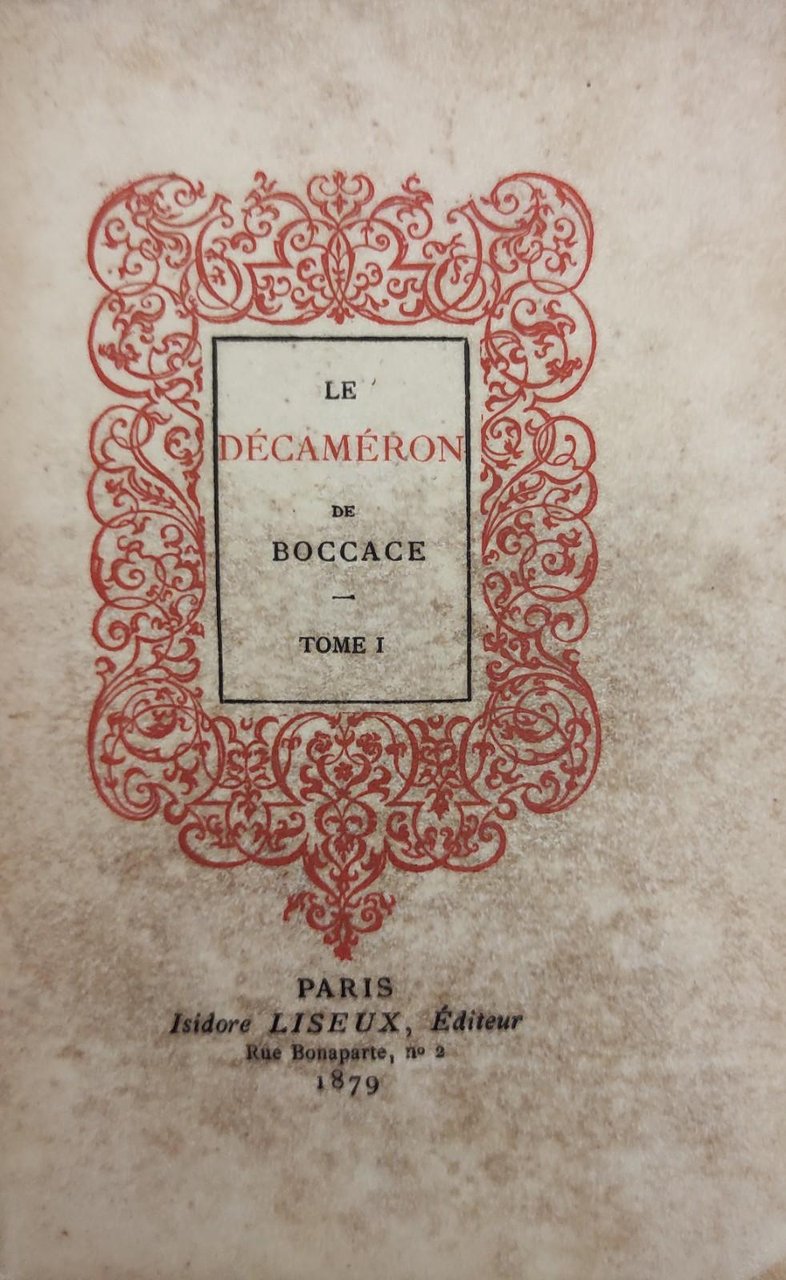 LE
DÉCAMÉRON
DE
BOCCACE
—
TOME I
PARIS
Isidore LISEUX, Éditeur
Rue Bonaparte, nº 2
1879